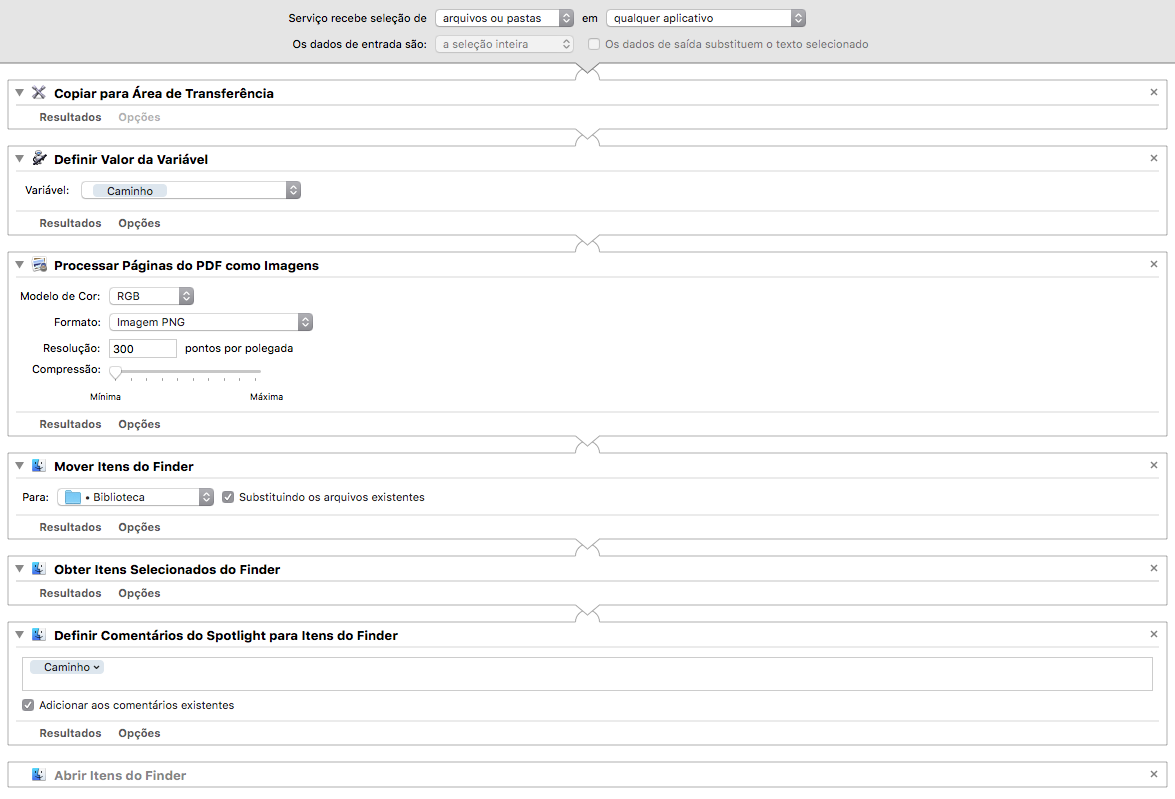 Serviço recebe seleção de arquivos ou pastas em qualquer aplicativo
Os dados de entrada são: a seleção inteira Os dados de saída substituem o texto selecionado
Copiar para Área de Transferência
Resultados Opções
Definir Valor da Variável
Variável: Caminho
Resultados Opções
Processar Páginas do PDF como Imagens
Modelo de Cor: RGB
Formato: Imagem PNG
Resolução: 300 pontos por polegada
Compressão:
Mínima Máxima
Resultados Opções
Mover Itens do Finder
Para: • Biblioteca Substituindo os arquivos existentes
Resultados Opções
Obter Itens Selecionados do Finder
Resultados Opções
Definir Comentários do Spotlight para Itens do Finder
Caminho
Adicionar aos comentários existentes
Resultados Opções
Abrir Itens do Finder